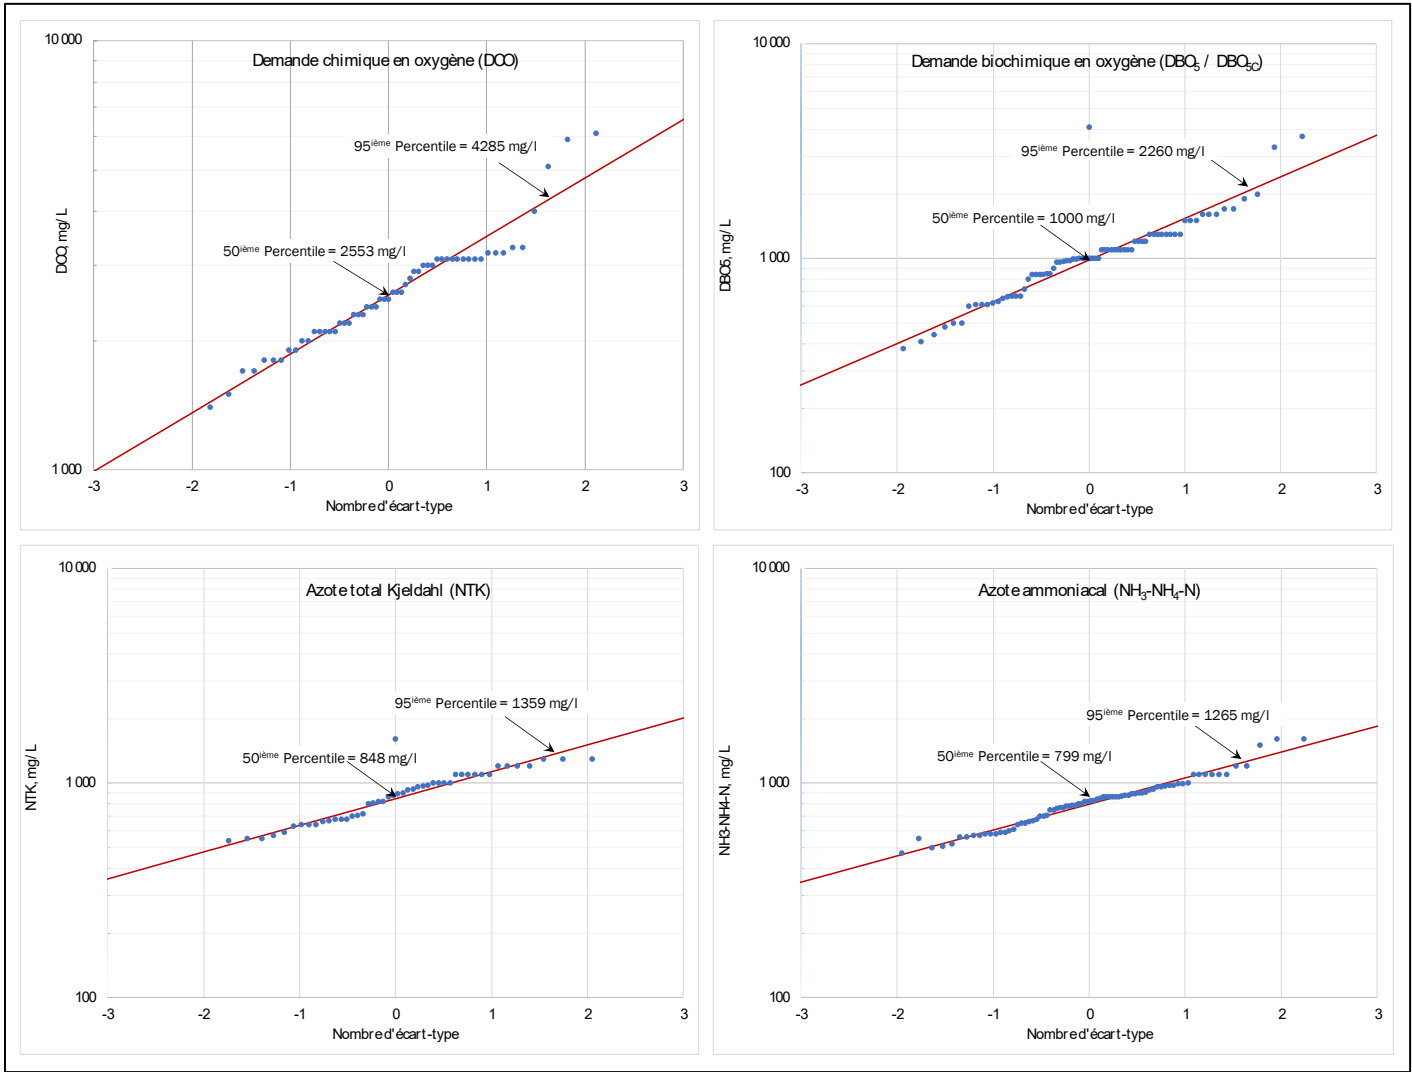 Demande chimique en oxygène (DCO)
10 000
1 000
DCO, mg/ L
95ième Percentile = 4285 mg/l
50ième Percentile = 2553 mg/l
-3 -2 -1 0 1 2 3
Nombre d'écart-type
Demande biochimique en oxygène (DBO5 / DBO5C)
10 000
1 000
100
DBO5, mg/ L
95ième Percentile = 2260 mg/l
50ième Percentile = 1000 mg/l
-3 -2 -1 0 1 2 3
Nombre d'écart-type
Azote total Kjeldahl (NTK)
10 000
1 000
100
NTK, mg/ L
95ième Percentile = 1359 mg/l
50ième Percentile = 848 mg/l
-3 -2 -1 0 1 2 3
Nombre d'écart-type
Azote ammoniacal (NH3-NH4-N)
10 000
1 000
100
NH3-NH4-N, mg/ L
95ième Percentile = 1265 mg/l
50ième Percentile = 799 mg/l
-3 -2 -1 0 1 2 3
Nombre d'écart-type